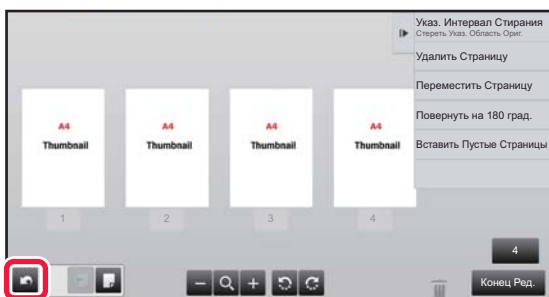 Указ. Интервал Стирания
Стереть Указ. Область Ориг.
Удалить Страницу
Переместить Страницу
Повернуть на 180 град.
Вставить Пустые Страницы
A4 A4 A4 A4
Thumbnail Thumbnail Thumbnail Thumbnail
1 2 3 4
4
Конец Ред.